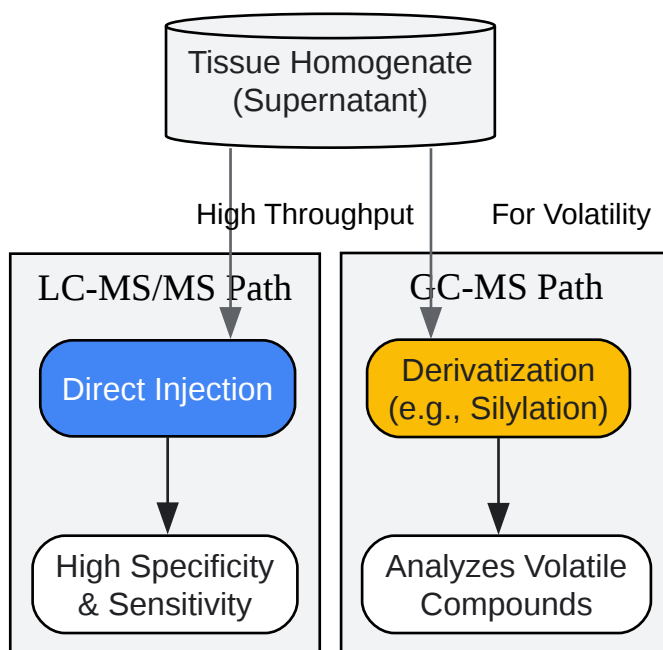 Tissue Homogenate
(Supernatant)
High Throughput
For Volatility
LC-MS/MS Path
Direct Injection
High Specificity
& Sensitivity
GC-MS Path
Derivatization
(e.g., Silylation)
Analyzes Volatile
Compounds